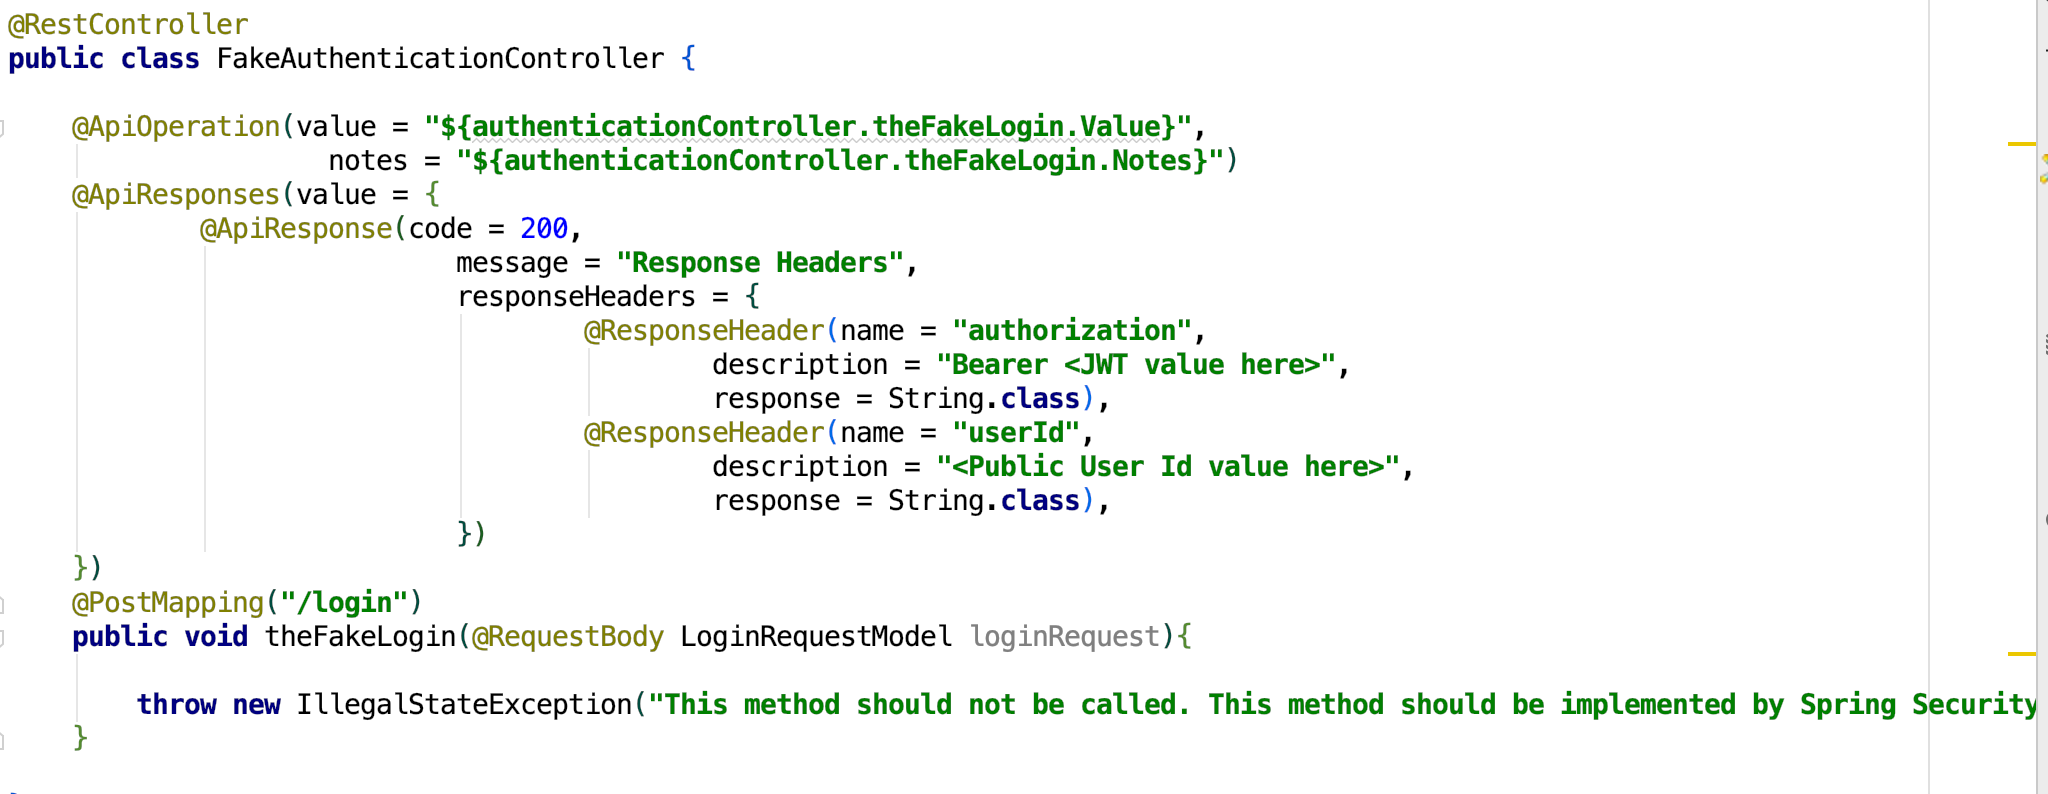 @RestController
public class FakeAuthenticationController {
@ApiOperation(value = "${authenticationController.theFakeLogin.Value}",
notes = "${authenticationController.theFakeLogin.Notes}")
@ApiResponses(value = {
@ApiResponse(code = 200,
message = "Response Headers",
responseHeaders = {
@ResponseHeader(name = "authorization",
description = "Bearer <JWT value here>",
response = String.class),
@ResponseHeader(name = "userId",
description = "<Public User Id value here>",
response = String.class),
})
})
@PostMapping("/login")
public void theFakeLogin(@RequestBody LoginRequestModel loginRequest){
throw new IllegalStateException("This method should not be called. This method should be implemented by Spring Security
}